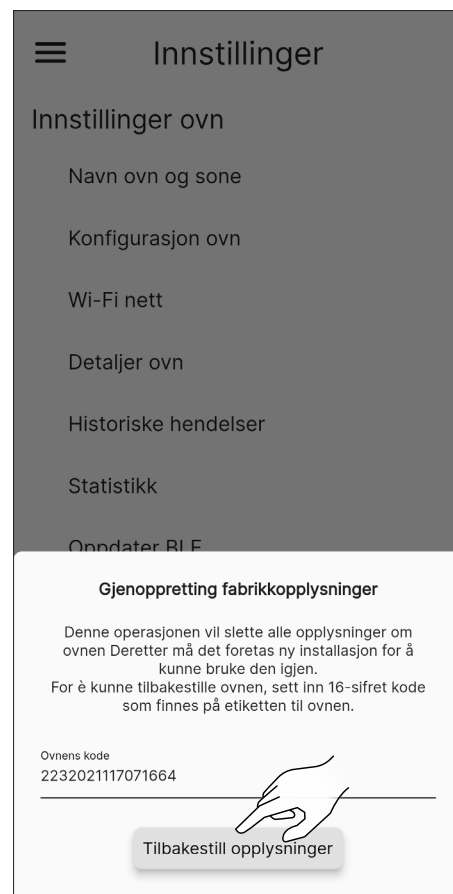 Innstillinger
Innstillinger ovn
Navn ovn og sone
Konfigurasjon ovn
Wi-Fi nett
Detaljer ovn
Historiske hendelser
Statistikk
Oppdater BLE
Gjenoppretting fabrikkopplysninger
Denne operasjonen vil slette alle opplysninger om
ovnen Deretter må det foretas ny installasjon for å
kunne bruke den igjen.
For è kunne tilbakestille ovnen, sett inn 16-sifret kode
som finnes på etiketten til ovnen.
Ovnens kode
2232021117071664
Tilbakestill opplysninger